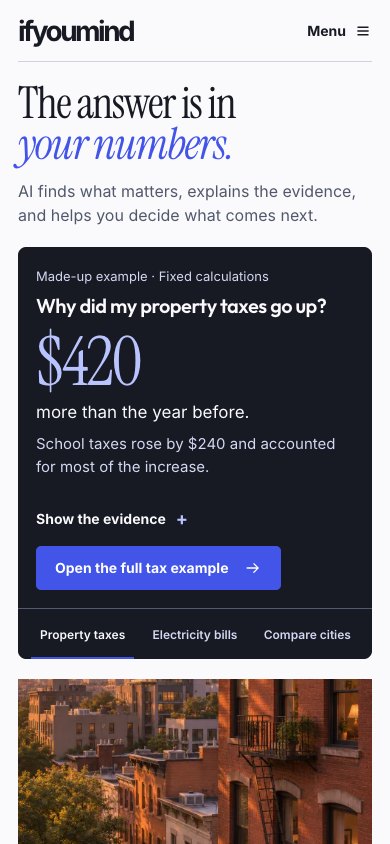 ifyoumind
Menu
The answer is in
your numbers.
AI finds what matters, explains the evidence,
and helps you decide what comes next.
Made-up example · Fixed calculations
Why did my property taxes go up?
$420
more than the year before.
School taxes rose by $240 and accounted
for most of the increase.
Show the evidence +
Open the full tax example →
Property taxes
Electricity bills
Compare cities